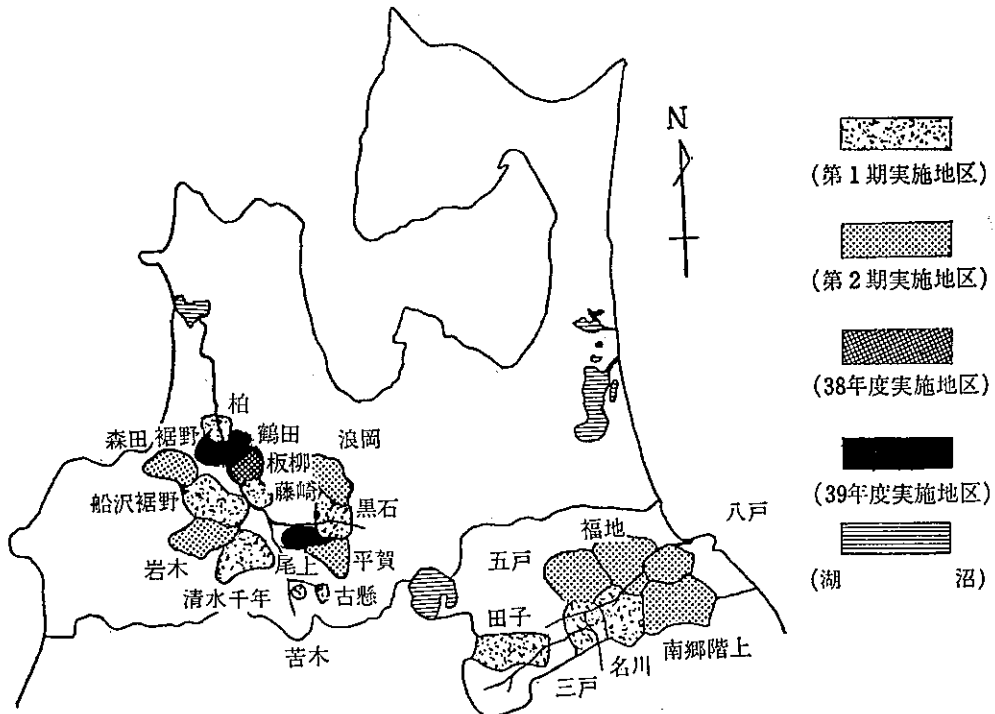 N
(第1期実施地区)
(第2期実施地区)
(38年度実施地区)
(39年度実施地区)
(湖 沼)
柏
森田 裾野
鶴田
浪岡
板柳
船沢裾野
藤崎
黒石
岩木
尾上
平賀
清水千年
古懸
苦木
八戸
福地
五戸
田子
南郷階上
名川
三戸